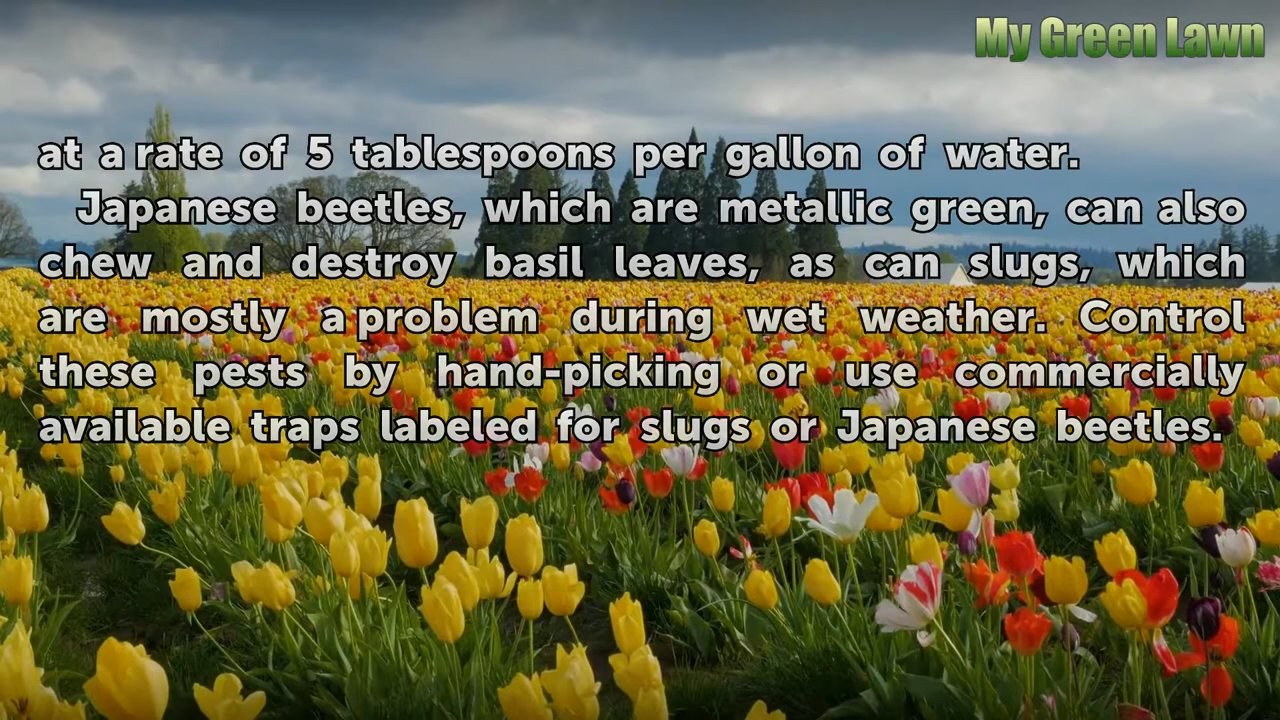 My Green Lawn
at a rate of 5 tablespoons per gallon of water.
Japanese beetles, which are metallic green, can also
chew and destroy basil leaves, as can slugs, which
are mostly a problem during wet weather. Control
these pests by hand-picking or use commercially
available traps labeled for slugs or Japanese beetles.